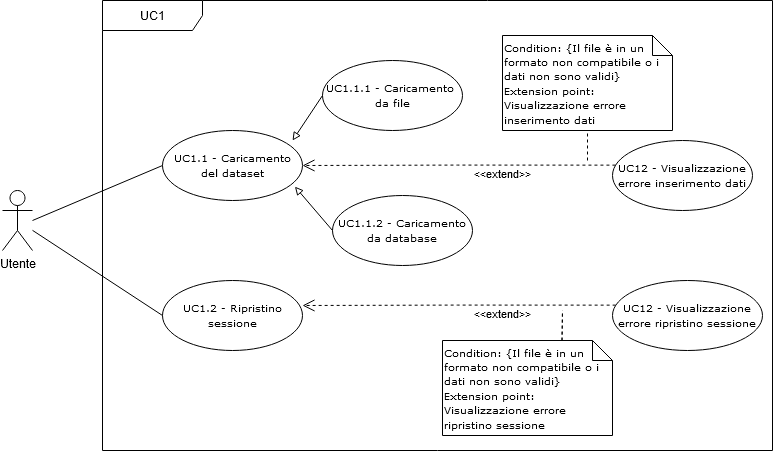 UC1
Condition: {Il file è in un
formato non compatibile o i
dati non sono validi}
Extension point:
Visualizzazione errore
inserimento dati
UC1.1.1 - Caricamento
da file
UC1.1 - Caricamento
del dataset
<<extend>>
UC12 - Visualizzazione
errore inserimento dati
UC1.1.2 - Caricamento
da database
Utente
UC1.2 - Ripristino
sessione
<<extend>>
UC12 - Visualizzazione
errore ripristino sessione
Condition: {Il file è in un
formato non compatibile o i
dati non sono validi}
Extension point:
Visualizzazione errore
ripristino sessione